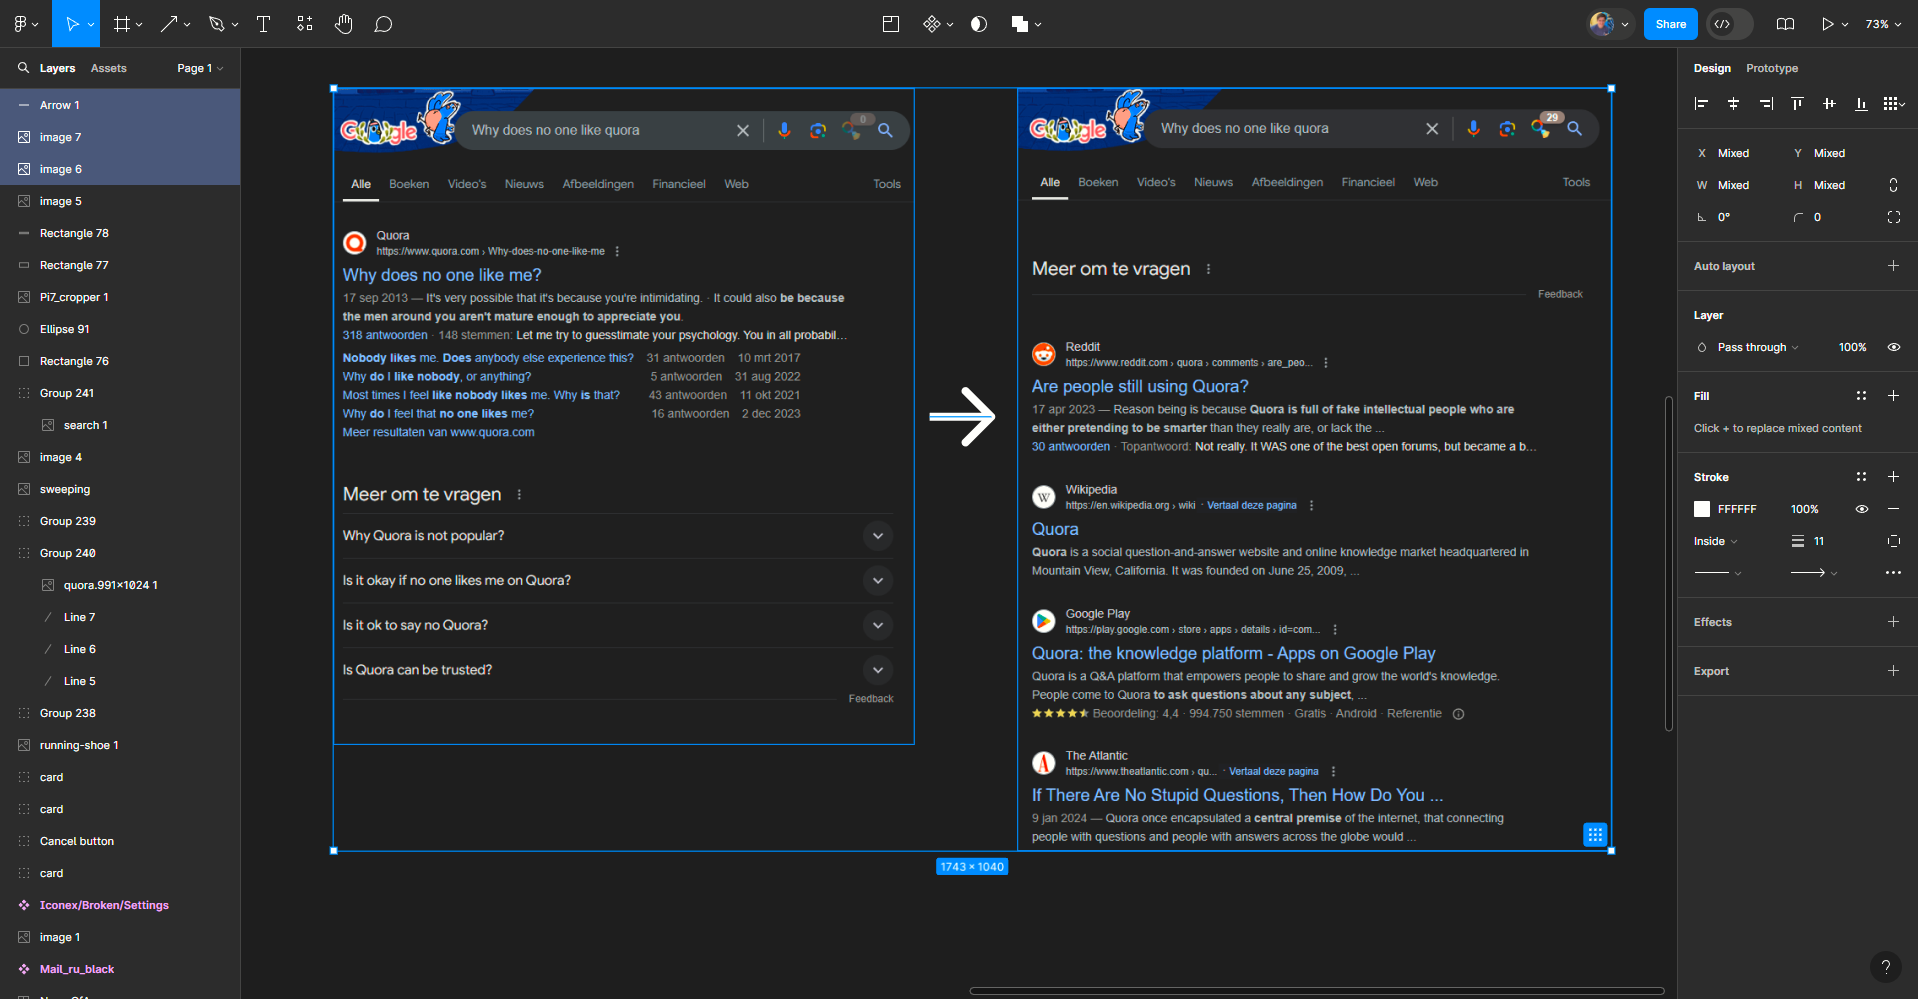 Share
73%
Layers
Assets
Page 1
Arrow 1
image 7
image 6
image 5
Rectangle 78
Rectangle 77
Pi7_cropper 1
Ellipse 91
Rectangle 76
Group 241
search 1
image 4
sweeping
Group 239
Group 240
quora.991×1024 1
Line 7
Line 6
Line 5
Group 238
running-shoe 1
card
card
Cancel button
card
Iconex/Broken/Settings
image 1
Mail_ru_black
Google
Why does no one like quora
0
Alle
Boeken
Video's
Nieuws
Afbeeldingen
Financieel
Web
Tools
Quora
https://www.quora.com › Why-does-no-one-like-me
Why does no one like me?
17 sep 2013 — It's very possible that it's because you're intimidating. · It could also be because
the men around you aren't mature enough to appreciate you.
318 antwoorden · 148 stemmen: Let me try to guesstimate your psychology. You in all probabil...
Nobody likes me. Does anybody else experience this? 31 antwoorden 10 mrt 2017
Why do I like nobody, or anything? 5 antwoorden 31 aug 2022
Most times I feel like nobody likes me. Why is that? 43 antwoorden 11 okt 2021
Why do I feel that no one likes me? 16 antwoorden 2 dec 2023
Meer resultaten van www.quora.com
Meer om te vragen
Why Quora is not popular?
Is it okay if no one likes me on Quora?
Is it ok to say no Quora?
Is Quora can be trusted?
Feedback
Google
Why does no one like quora
29
Alle
Boeken
Video's
Nieuws
Afbeeldingen
Financieel
Web
Tools
Meer om te vragen
Feedback
Reddit
https://www.reddit.com › quora › comments › are_peo...
Are people still using Quora?
17 apr 2023 — Reason being is because Quora is full of fake intellectual people who are
either pretending to be smarter than they really are, or lack the ...
30 antwoorden · Topantwoord: Not really. It WAS one of the best open forums, but became a b...
W
Wikipedia
https://en.wikipedia.org › wiki · Vertaal deze pagina
Quora
Quora is a social question-and-answer website and online knowledge market headquartered in
Mountain View, California. It was founded on June 25, 2009, ...
Google Play
https://play.google.com › store › apps › details › id=com...
Quora: the knowledge platform - Apps on Google Play
Quora is a Q&A platform that empowers people to share and grow the world's knowledge.
People come to Quora to ask questions about any subject, ...
Beoordeling: 4,4 · 994.750 stemmen · Gratis · Android · Referentie
A
The Atlantic
https://www.theatlantic.com › qu... · Vertaal deze pagina
If There Are No Stupid Questions, Then How Do You ...
9 jan 2024 — Quora once encapsulated a central premise of the internet, that connecting
people with questions and people with answers across the globe would ...
1743 × 1040
Design
Prototype
X Mixed
Y Mixed
W Mixed
H Mixed
0°
0
Auto layout
Layer
Pass through
100%
Fill
Click + to replace mixed content
Stroke
FFFFFF
100%
Inside
11
Effects
Export
?